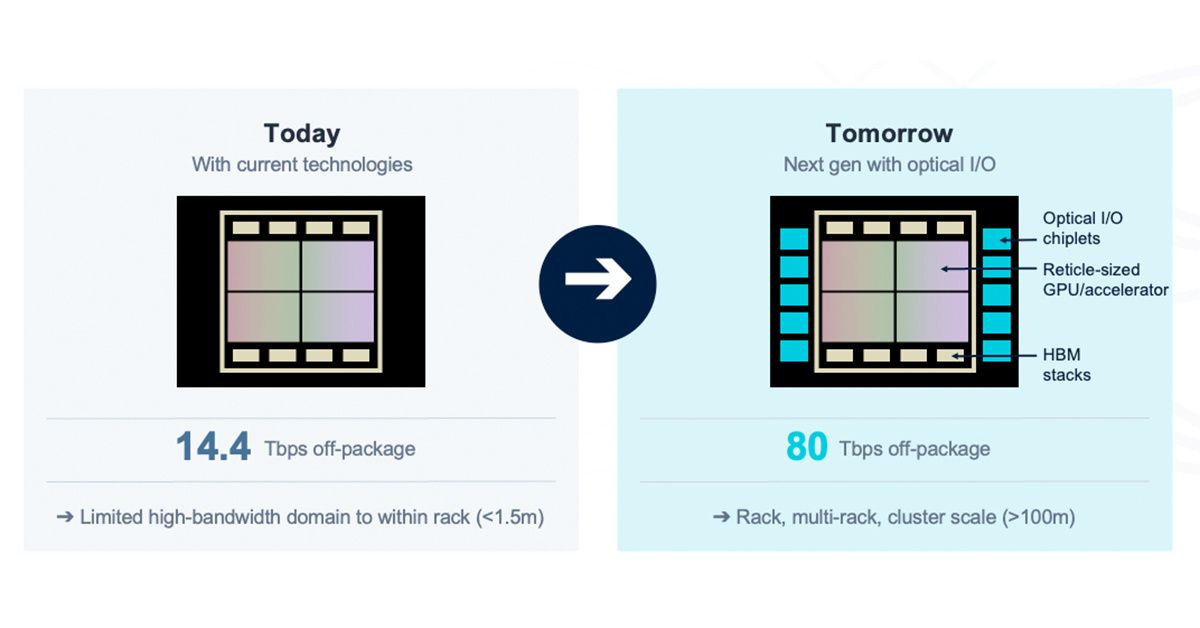 Today
With current technologies
14.4 Tbps off-package
➔ Limited high-bandwidth domain to within rack (<1.5m)
Tomorrow
Next gen with optical I/O
Optical I/O
chiplets
Reticle-sized
GPU/accelerator
HBM
stacks
80 Tbps off-package
➔ Rack, multi-rack, cluster scale (>100m)